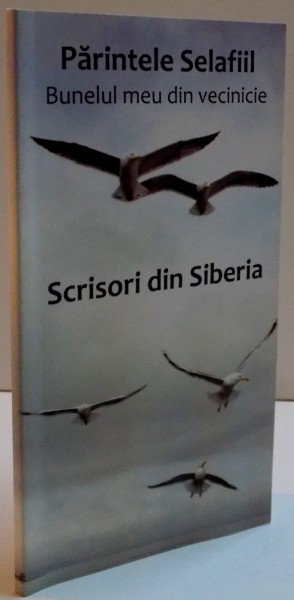 Părintele Selafiil
Bunelul meu din vecinicie
Scrisori din Siberia